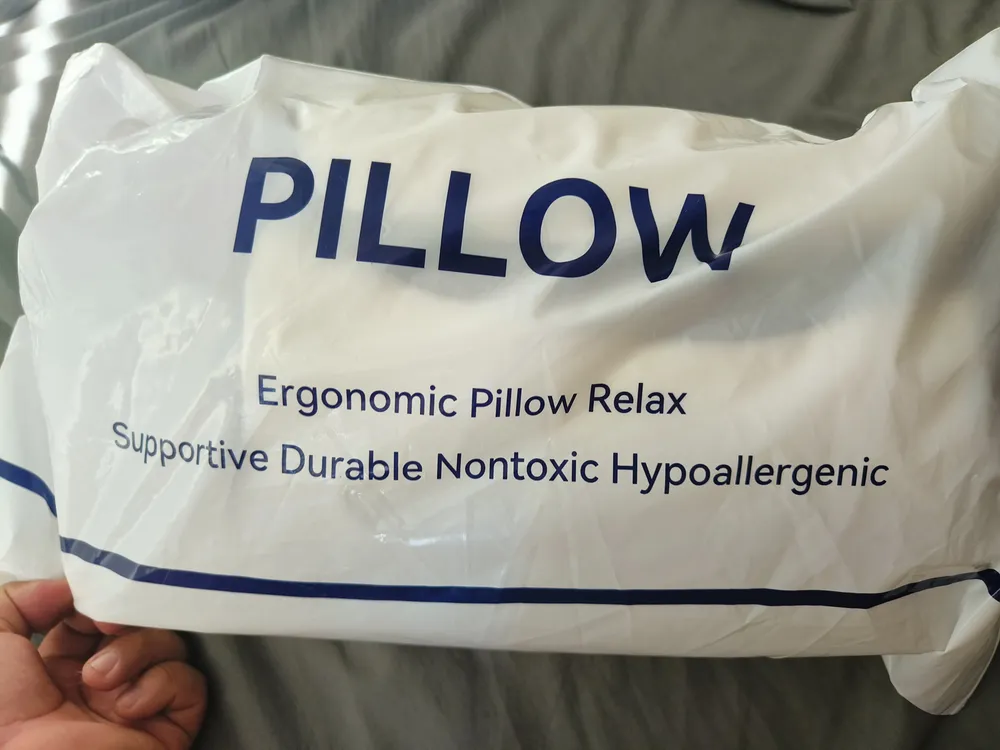 PILLOW
Ergonomic Pillow Relax
Supportive Durable Nontoxic Hypoallergenic